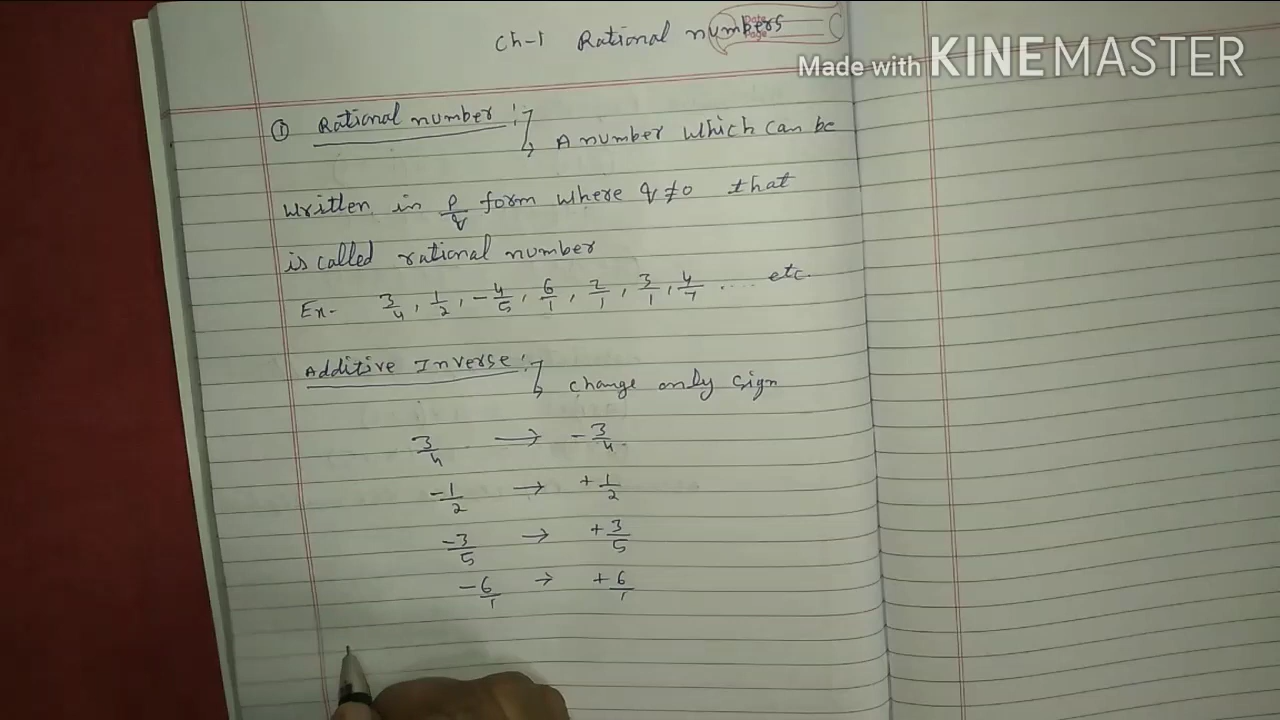 Ch-1 Rational numbers
Date
Page
Made with KINEMASTER
① Rational number :
A number which can be
written in p/q form where q≠0 that
is called rational number
Ex- 3/4, 1/2, -4/5, 6/1, 2/1, 3/1, 4/7 .... etc.
Additive Inverse :
change only sign
3/4 → -3/4
-1/2 → +1/2
-3/5 → +3/5
-6/1 → +6/1